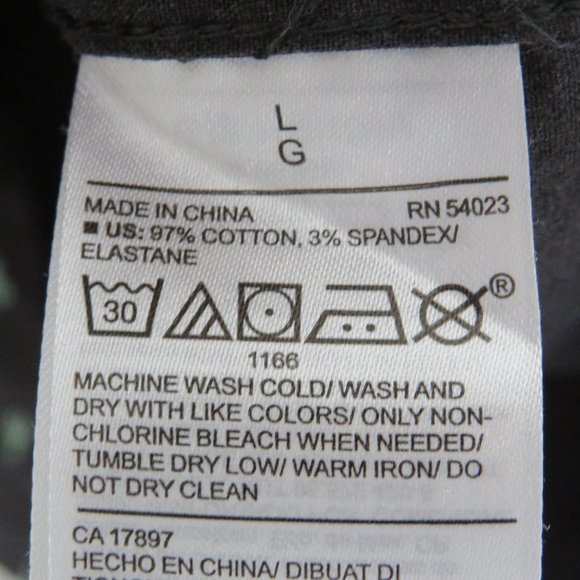 L
G
MADE IN CHINA RN 54023
US: 97% COTTON, 3% SPANDEX/
ELASTANE
30 ®
1166
MACHINE WASH COLD/ WASH AND
DRY WITH LIKE COLORS/ ONLY NON-
CHLORINE BLEACH WHEN NEEDED/
TUMBLE DRY LOW/ WARM IRON/ DO
NOT DRY CLEAN
CA 17897
HECHO EN CHINA/ DIBUAT DI